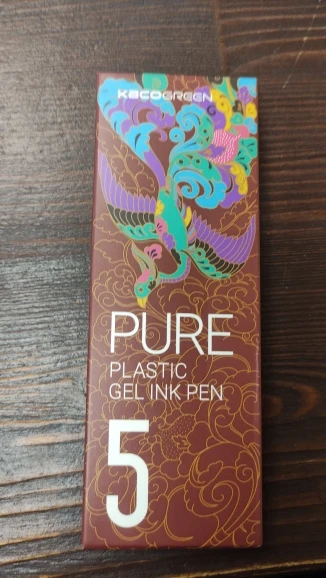 KACOGREEN
PURE
PLASTIC
GEL INK PEN
5